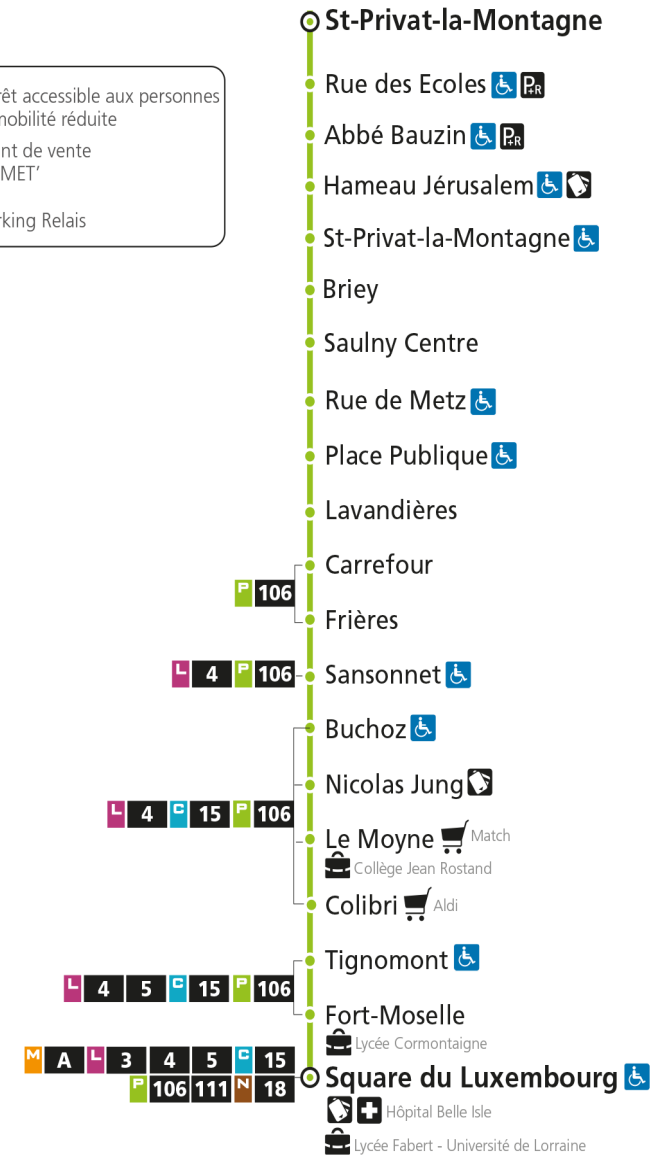 St-Privat-la-Montagne
rêt accessible aux personnes
mobilité réduite
nt de vente
MET’
rking Relais
Rue des Ecoles P+R
Abbé Bauzin P+R
Hameau Jérusalem
St-Privat-la-Montagne
Briey
Saulny Centre
Rue de Metz
Place Publique
Lavandières
Carrefour
P 106
Frières
L 4 P 106 Sansonnet
Buchoz
Nicolas Jung
L 4 C 15 P 106
Le Moyne Match
Collège Jean Rostand
Colibri Aldi
Tignomont
L 4 5 C 15 P 106
Fort-Moselle
Lycée Cormontaigne
M A L 3 4 5 C 15
P 106 111 N 18
Square du Luxembourg
Hôpital Belle Isle
Lycée Fabert - Université de Lorraine